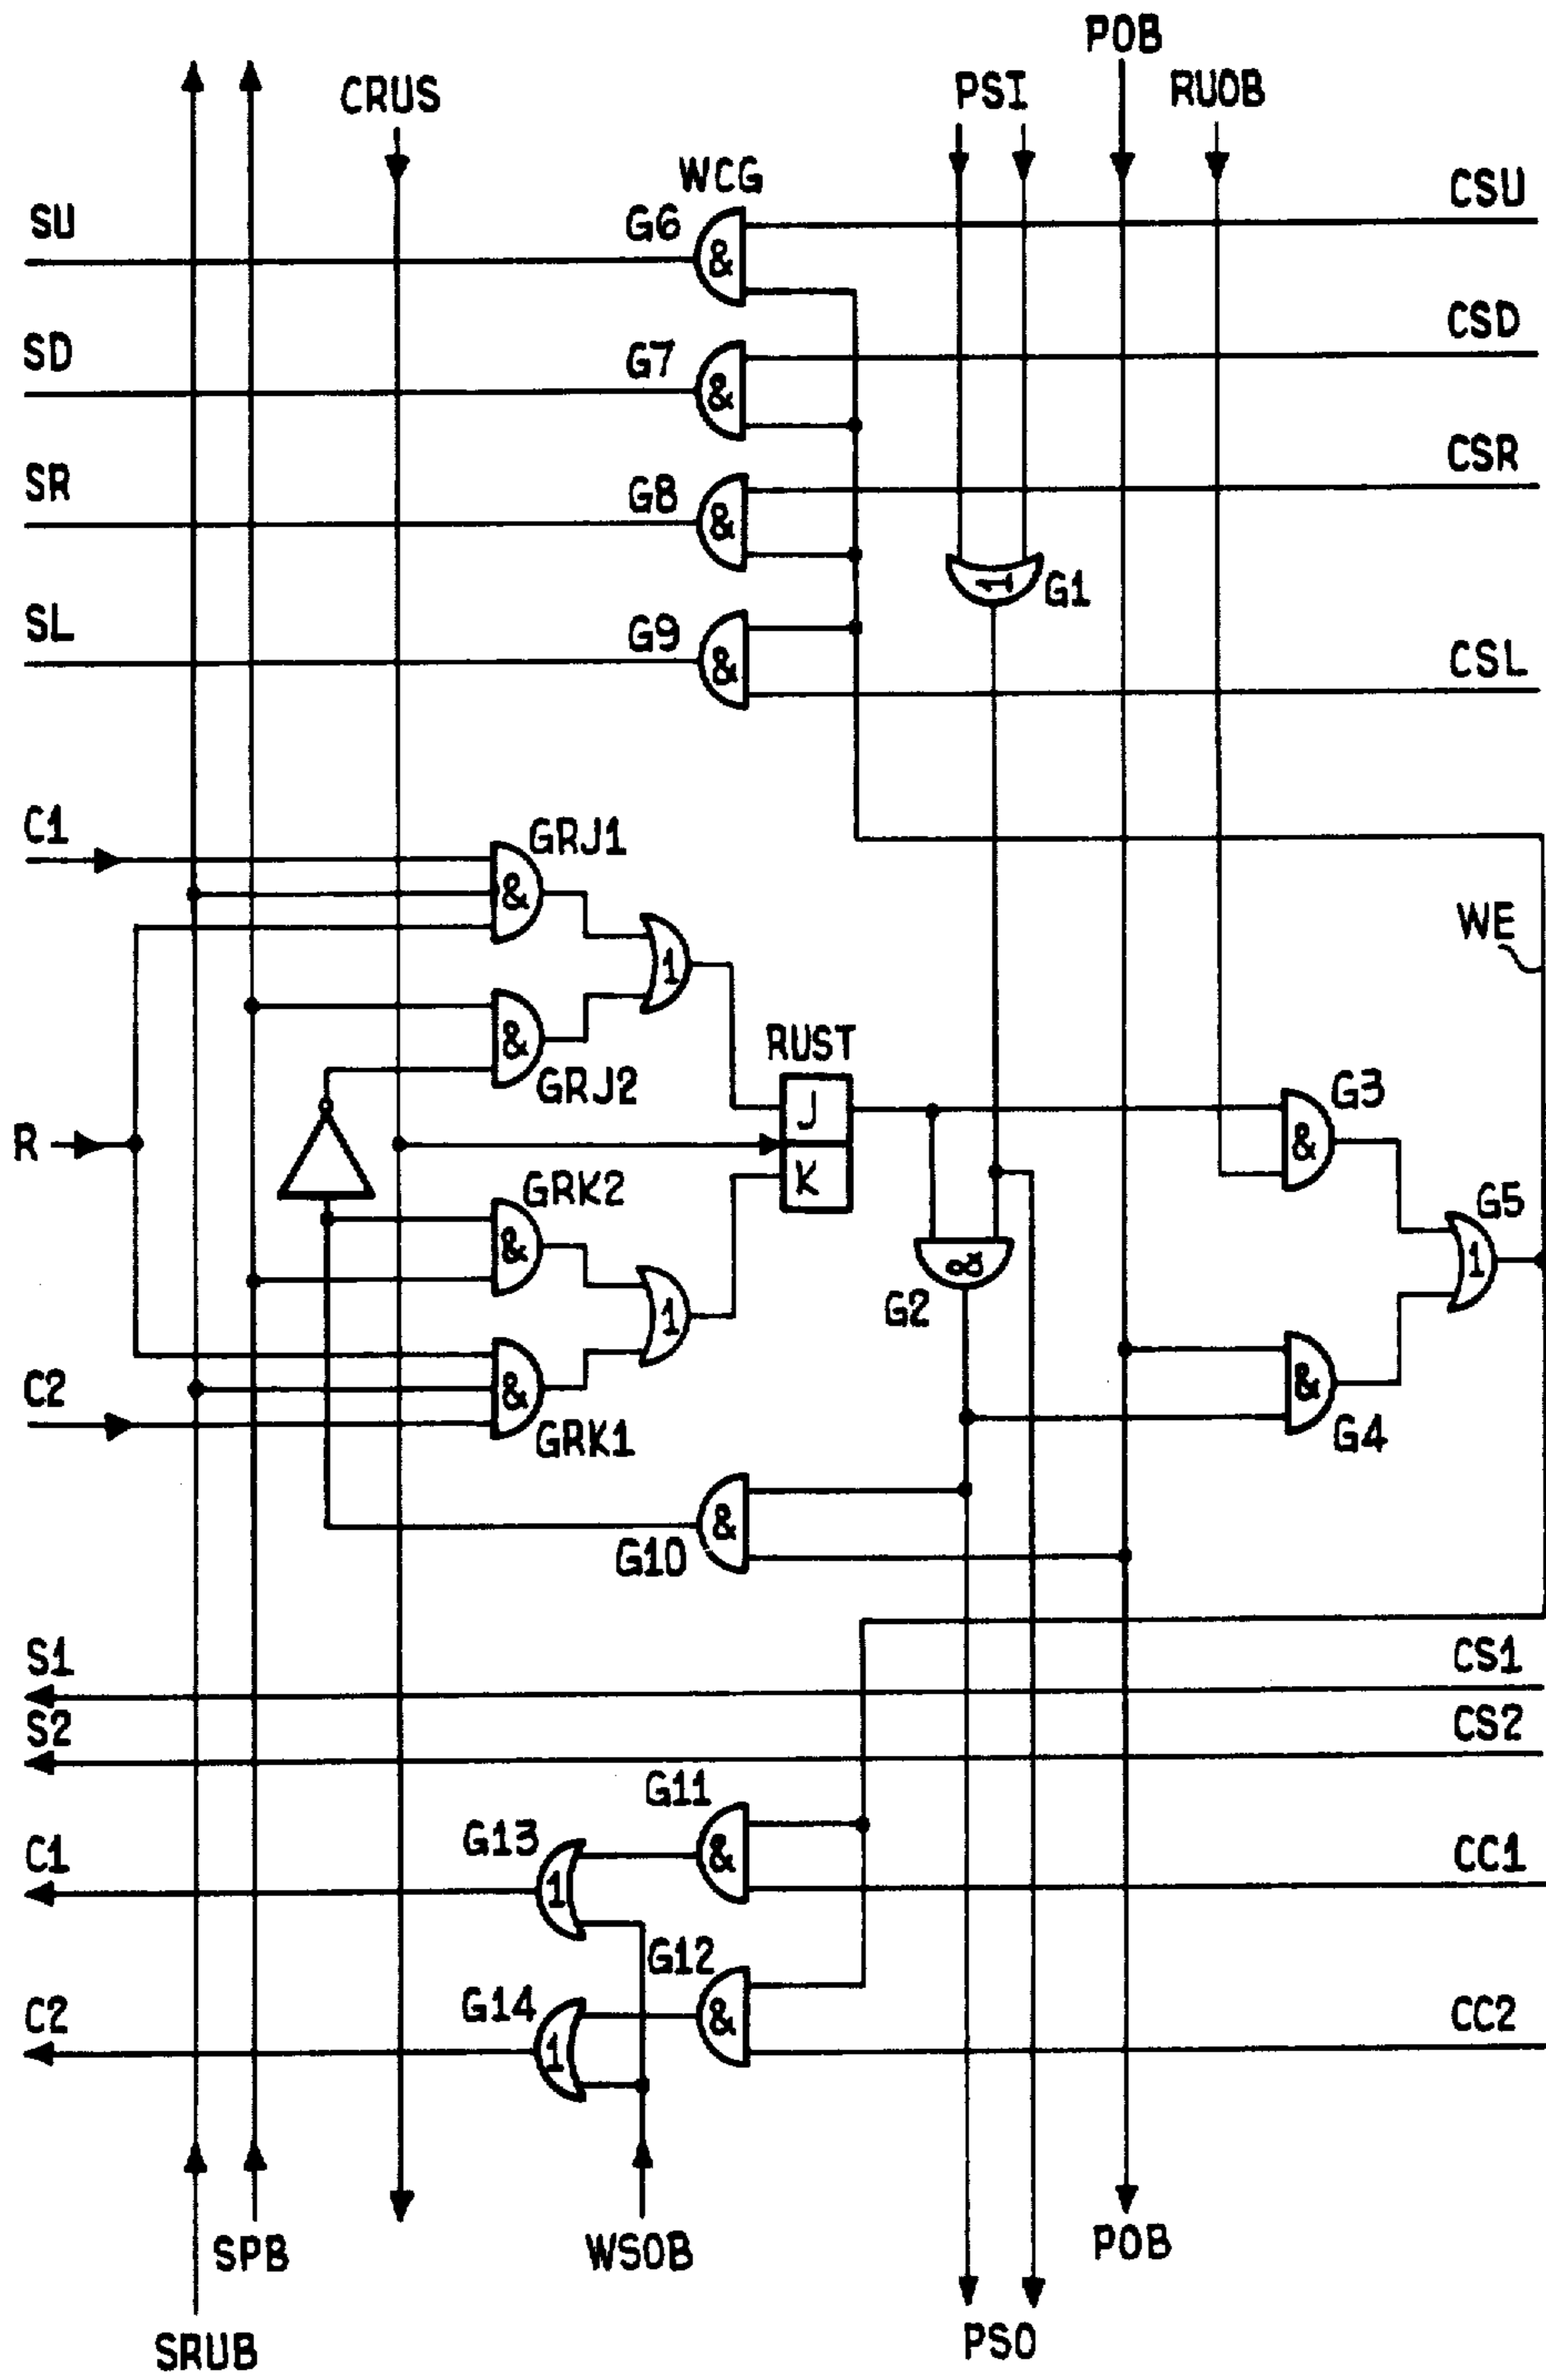 POB
CRUS
PSI
RUOB
WCG
CSU
SU
G6
&
CSD
SD
G7
&
CSR
SR
G8
&
1
G1
SL
G9
&
CSL
C1
GRJ1
&
1
WE
&
GRJ2
RUST
J
G3
&
R
K
GRK2
&
G5
1
&
G2
1
C2
&
GRK1
&
G4
&
G10
S1
CS1
S2
CS2
G11
G13
&
C1
1
CC1
G12
G14
&
C2
1
CC2
SPB
WSOB
POB
SRUB
PSO